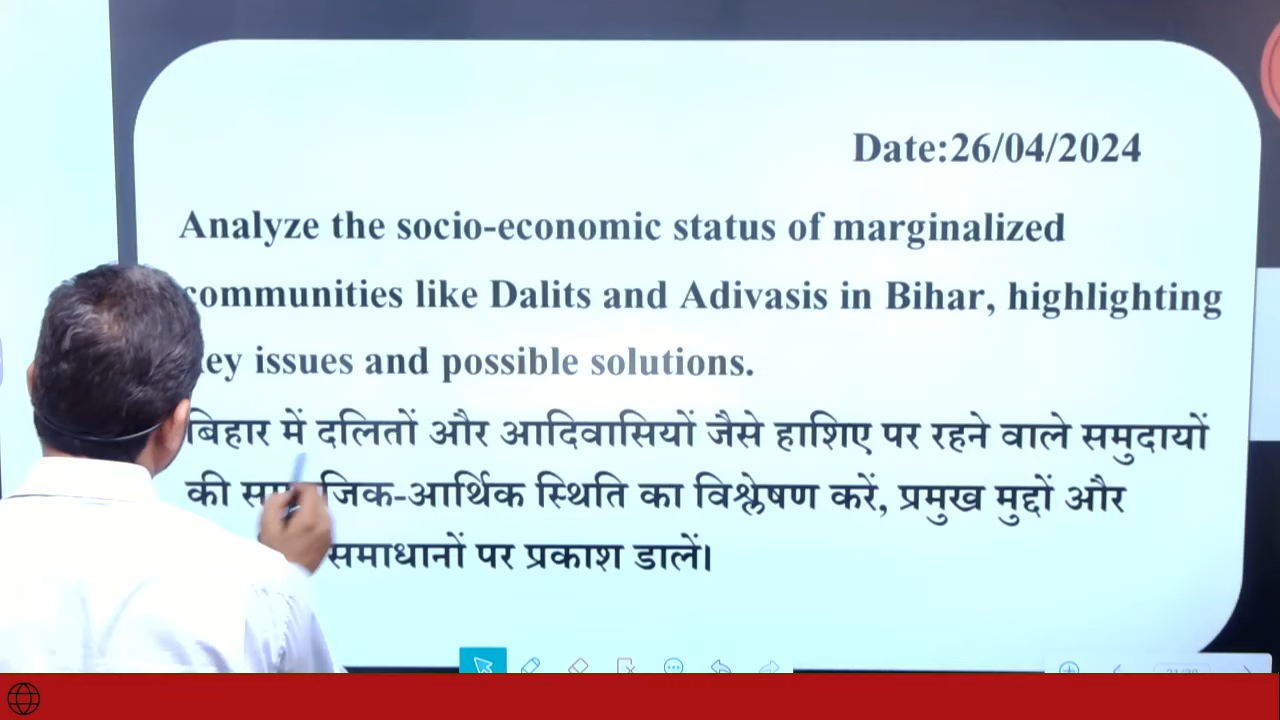 Date:26/04/2024
Analyze the socio-economic status of marginalized
communities like Dalits and Adivasis in Bihar, highlighting
issues and possible solutions.
बिहार में दलितों और आदिवासियों जैसे हाशिए पर रहने वाले समुदायों
की सामाजिक-आर्थिक स्थिति का विश्लेषण करें, प्रमुख मुद्दों और
समाधानों पर प्रकाश डालें।